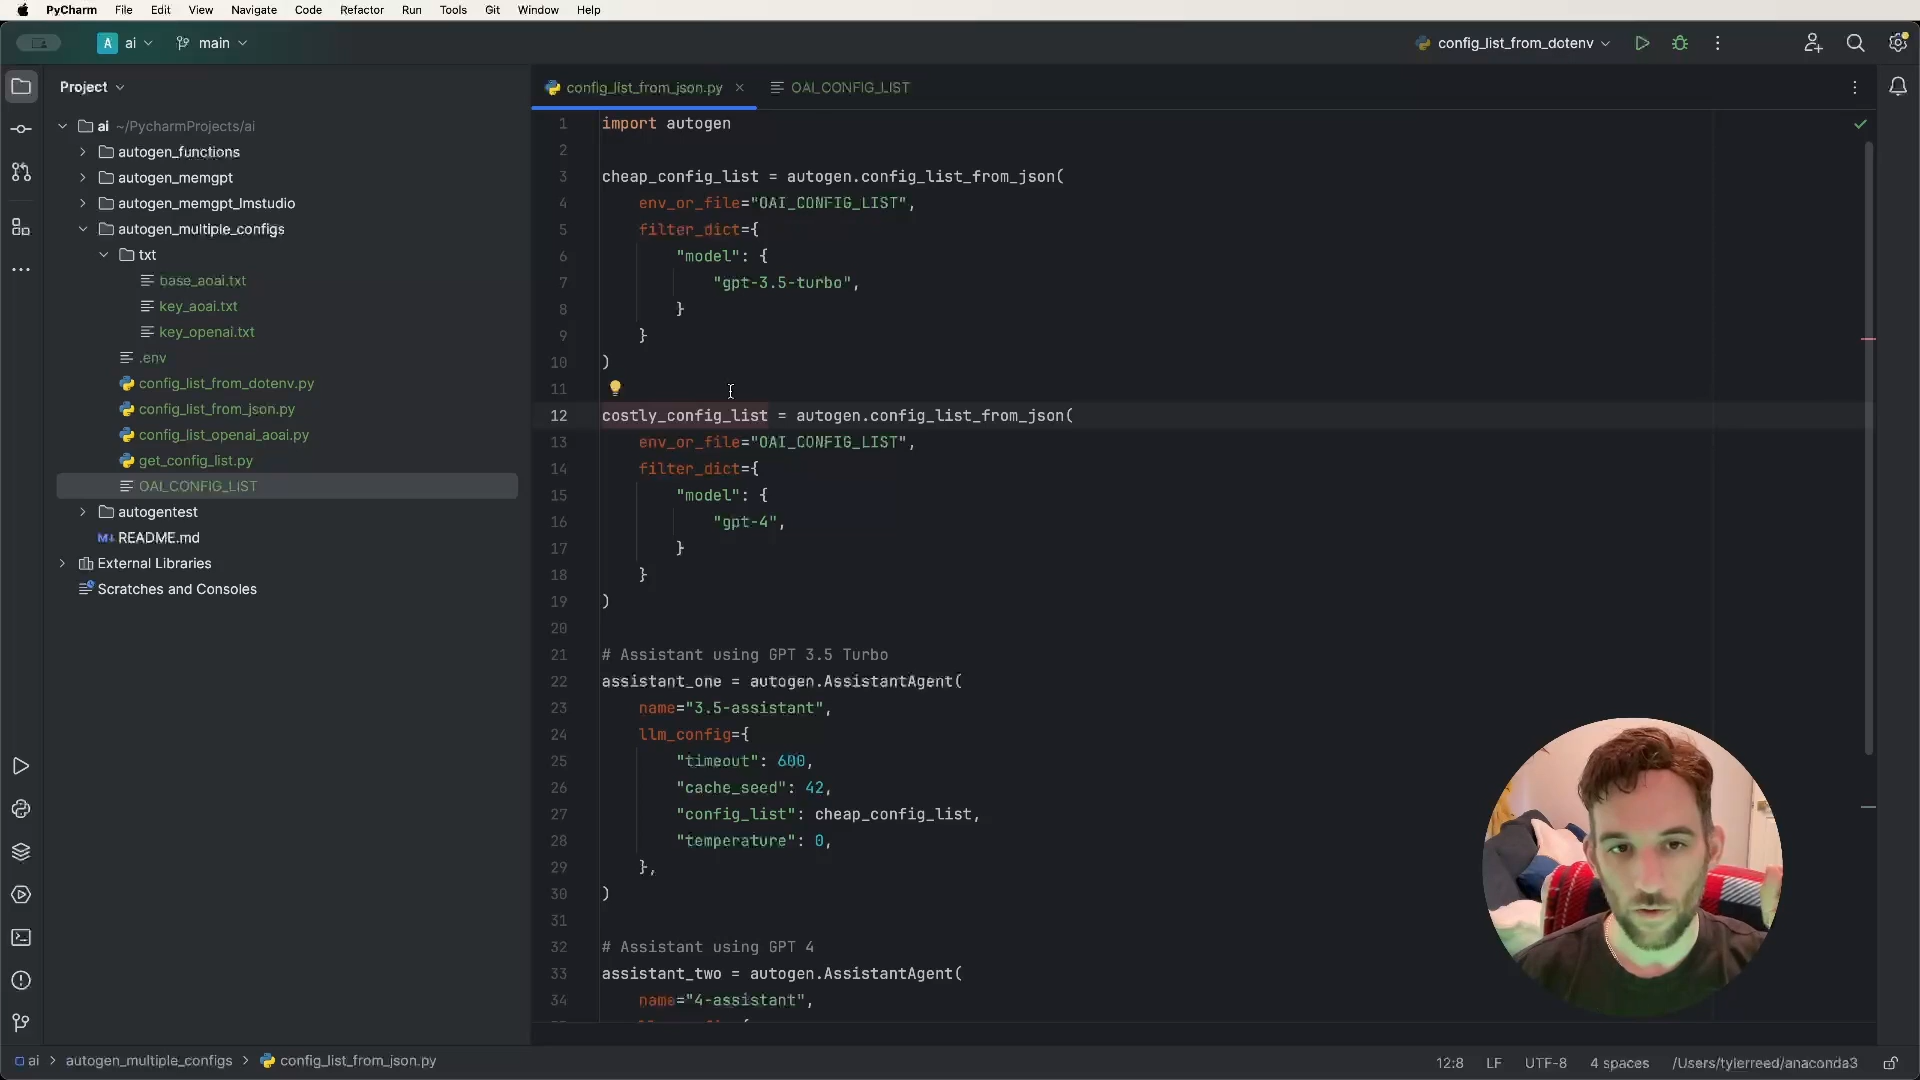 PyCharm File Edit View Navigate Code Refactor Run Tools Git Window Help
A ai main config_list_from_dotenv
Project
config_list_from_json.py OAI_CONFIG_LIST
ai ~/PycharmProjects/ai
autogen_functions
autogen_memgpt
autogen_memgpt_lmstudio
autogen_multiple_configs
txt
base_aoai.txt
key_aoai.txt
key_openai.txt
.env
config_list_from_dotenv.py
config_list_from_json.py
config_list_openai_aoai.py
get_config_list.py
OAI_CONFIG_LIST
autogentest
M↓ README.md
External Libraries
Scratches and Consoles
1 import autogen
2
3 cheap_config_list = autogen.config_list_from_json(
4 env_or_file="OAI_CONFIG_LIST",
5 filter_dict={
6 "model": {
7 "gpt-3.5-turbo",
8 }
9 }
10 )
11
12 costly_config_list = autogen.config_list_from_json(
13 env_or_file="OAI_CONFIG_LIST",
14 filter_dict={
15 "model": {
16 "gpt-4",
17 }
18 }
19 )
20
21 # Assistant using GPT 3.5 Turbo
22 assistant_one = autogen.AssistantAgent(
23 name="3.5-assistant",
24 llm_config={
25 "timeout": 600,
26 "cache_seed": 42,
27 "config_list": cheap_config_list,
28 "temperature": 0,
29 },
30 )
31
32 # Assistant using GPT 4
33 assistant_two = autogen.AssistantAgent(
34 name="4-assistant",
ai > autogen_multiple_configs > config_list_from_json.py
12:8 LF UTF-8 4 spaces /Users/tylerreed/anaconda3